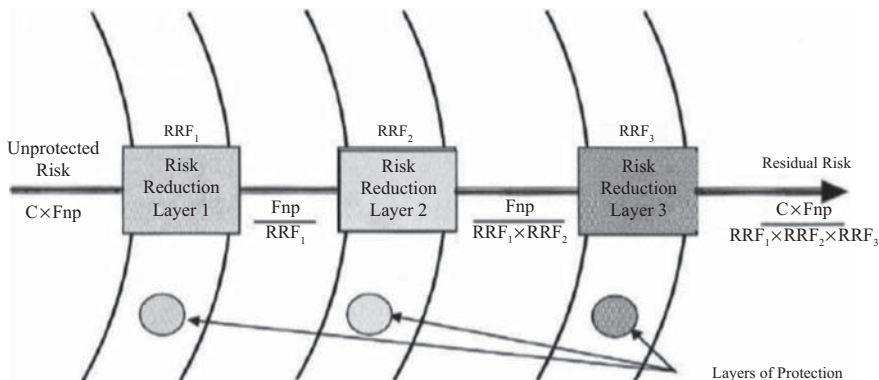 RRF₁
RRF₂
RRF₃
Unprotected
Risk
C×Fnp
Risk
Reduction
Layer 1
Fnp
RRF₁
Risk
Reduction
Layer 2
Fnp
RRF₁×RRF₂
Risk
Reduction
Layer 3
Residual Risk
C×Fnp
RRF₁×RRF₂×RRF₃
Layers of Protection